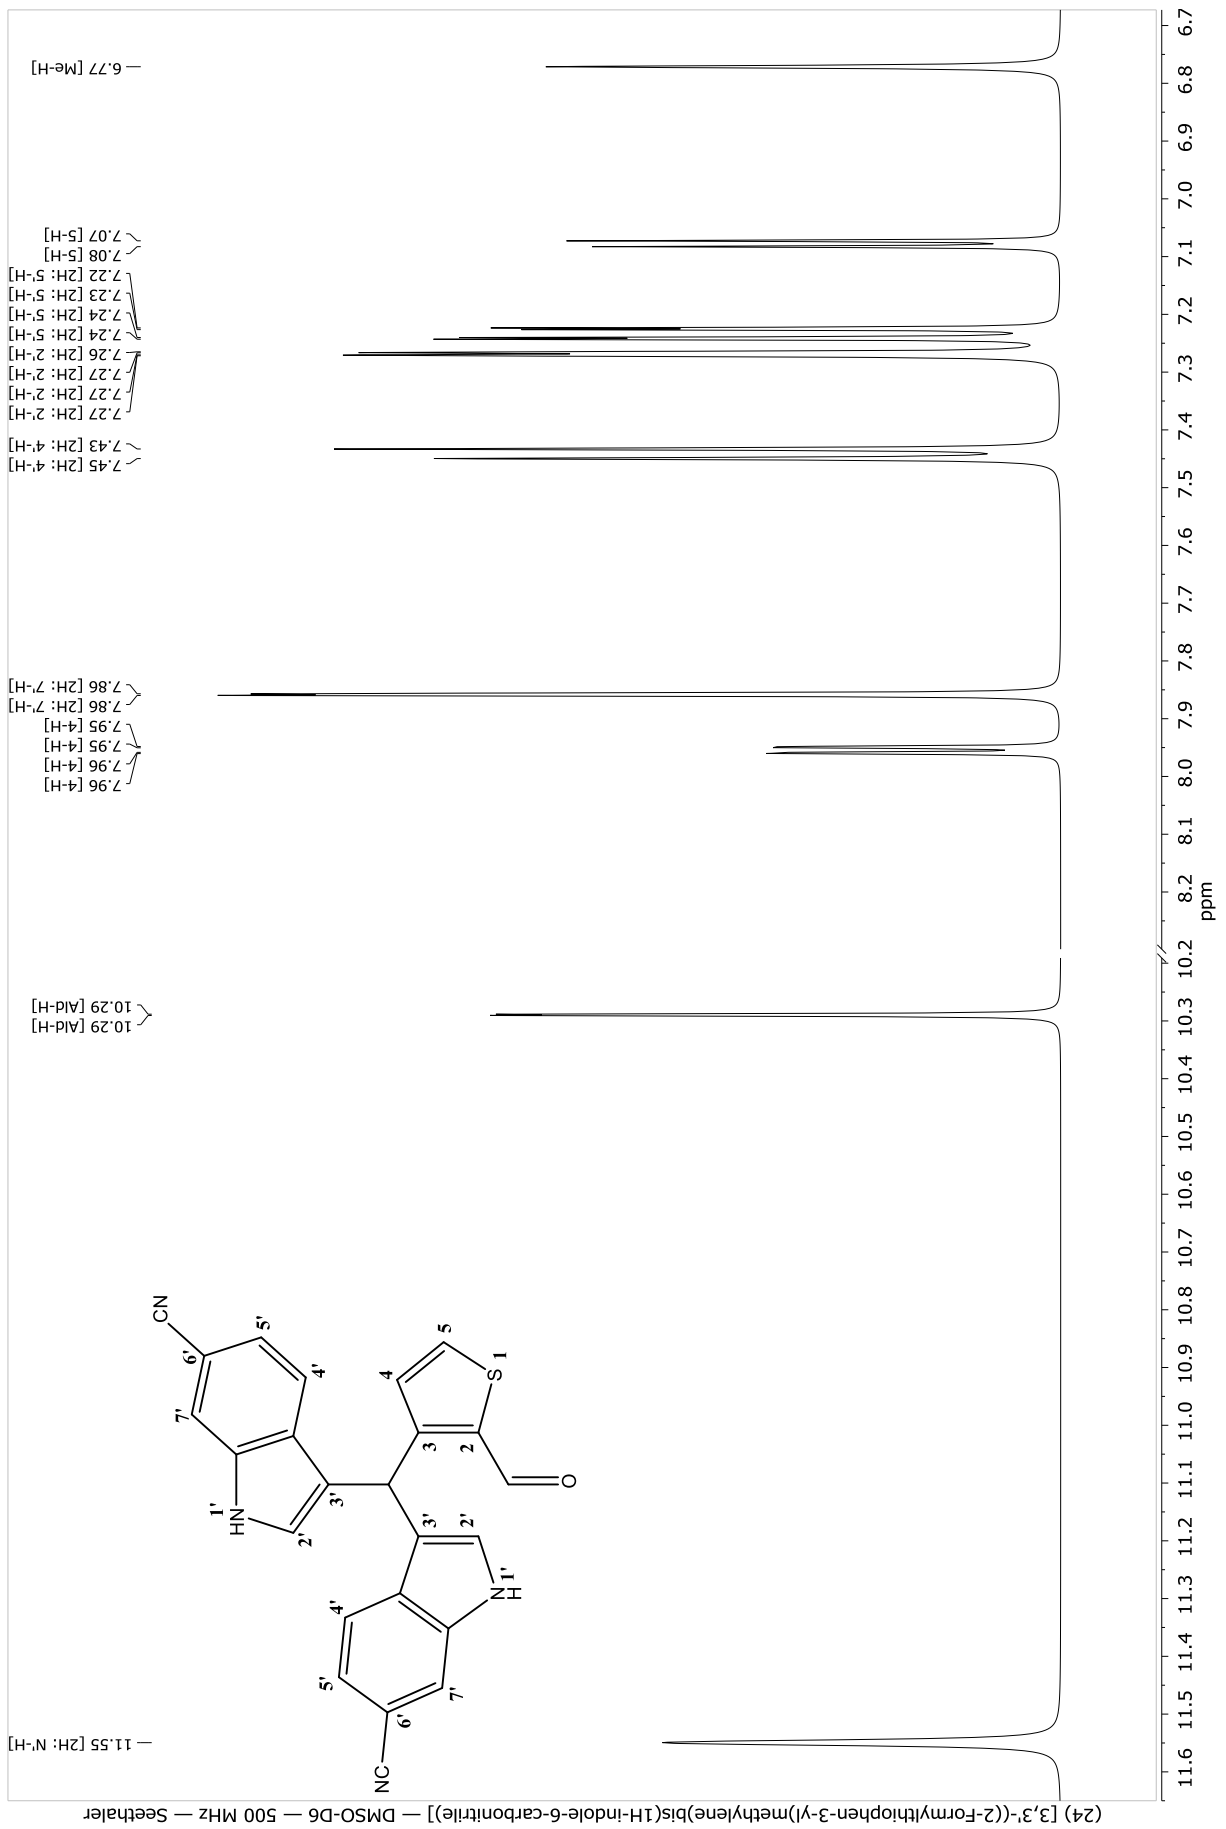 (24) [3,3'-((2-Formylthiophen-3-yl)methylene)bis(1H-indole-6-carbonitrile)] — DMSO-D6 — 500 MHz — Seethaler
11.55 [2H: N'-H]
10.29 [Ald-H]
10.29 [Ald-H]
7.96 [4-H]
7.96 [4-H]
7.95 [4-H]
7.95 [4-H]
7.86 [2H: 7'-H]
7.86 [2H: 7'-H]
7.45 [2H: 4'-H]
7.43 [2H: 4'-H]
7.27 [2H: 2'-H]
7.27 [2H: 2'-H]
7.27 [2H: 2'-H]
7.26 [2H: 2'-H]
7.24 [2H: 5'-H]
7.24 [2H: 5'-H]
7.23 [2H: 5'-H]
7.22 [2H: 5'-H]
7.08 [5-H]
7.07 [5-H]
6.77 [Me-H]
CN
6'
5'
4'
7'
1'
HN
2'
3'
4
5
S
1
3
2
O
3'
2'
1'
N
H
4'
5'
6'
7'
NC
11.6 11.5 11.4 11.3 11.2 11.1 11.0 10.9 10.8 10.7 10.6 10.5 10.4 10.3 10.2 8.2 8.1 8.0 7.9 7.8 7.7 7.6 7.5 7.4 7.3 7.2 7.1 7.0 6.9 6.8 6.7
ppm